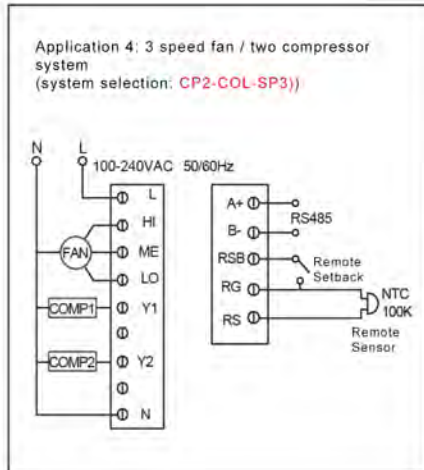 Application 4: 3 speed fan / two compressor
system
(system selection: CP2-COL-SP3))
N L
100-240VAC 50/60Hz
L
HI
FAN ME
LO
COMP1 Y1
COMP2 Y2
N
A+
RS485
B-
RSB
Remote
Setback
RG
NTC
100K
RS
Remote
Sensor